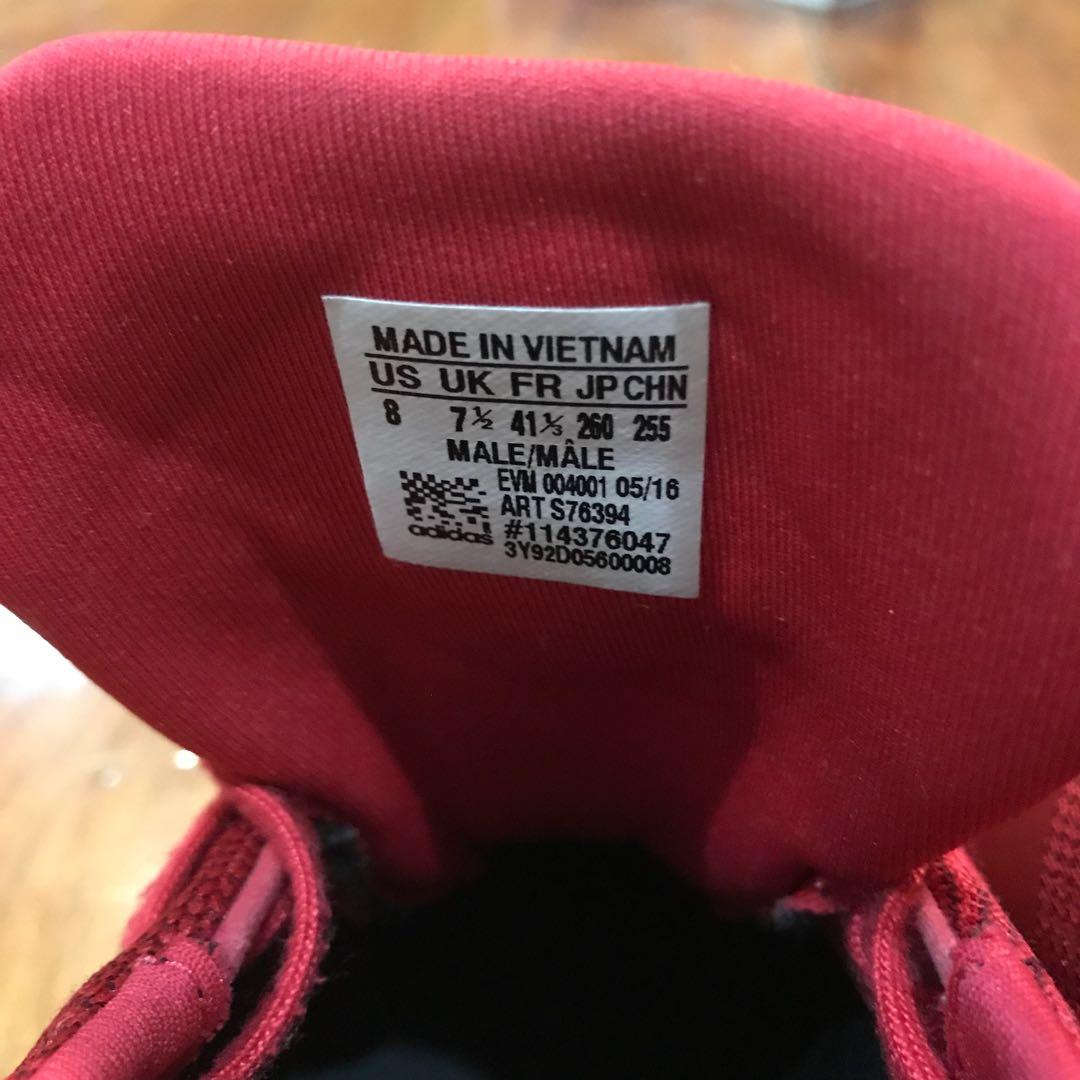 MADE IN VIETNAM
US UK FR JP CHN
8 7½ 41⅓ 260 255
MALE/MÂLE
EVM 004001 05/16
ART S76394
#114376047
adidas 3Y92D05600008